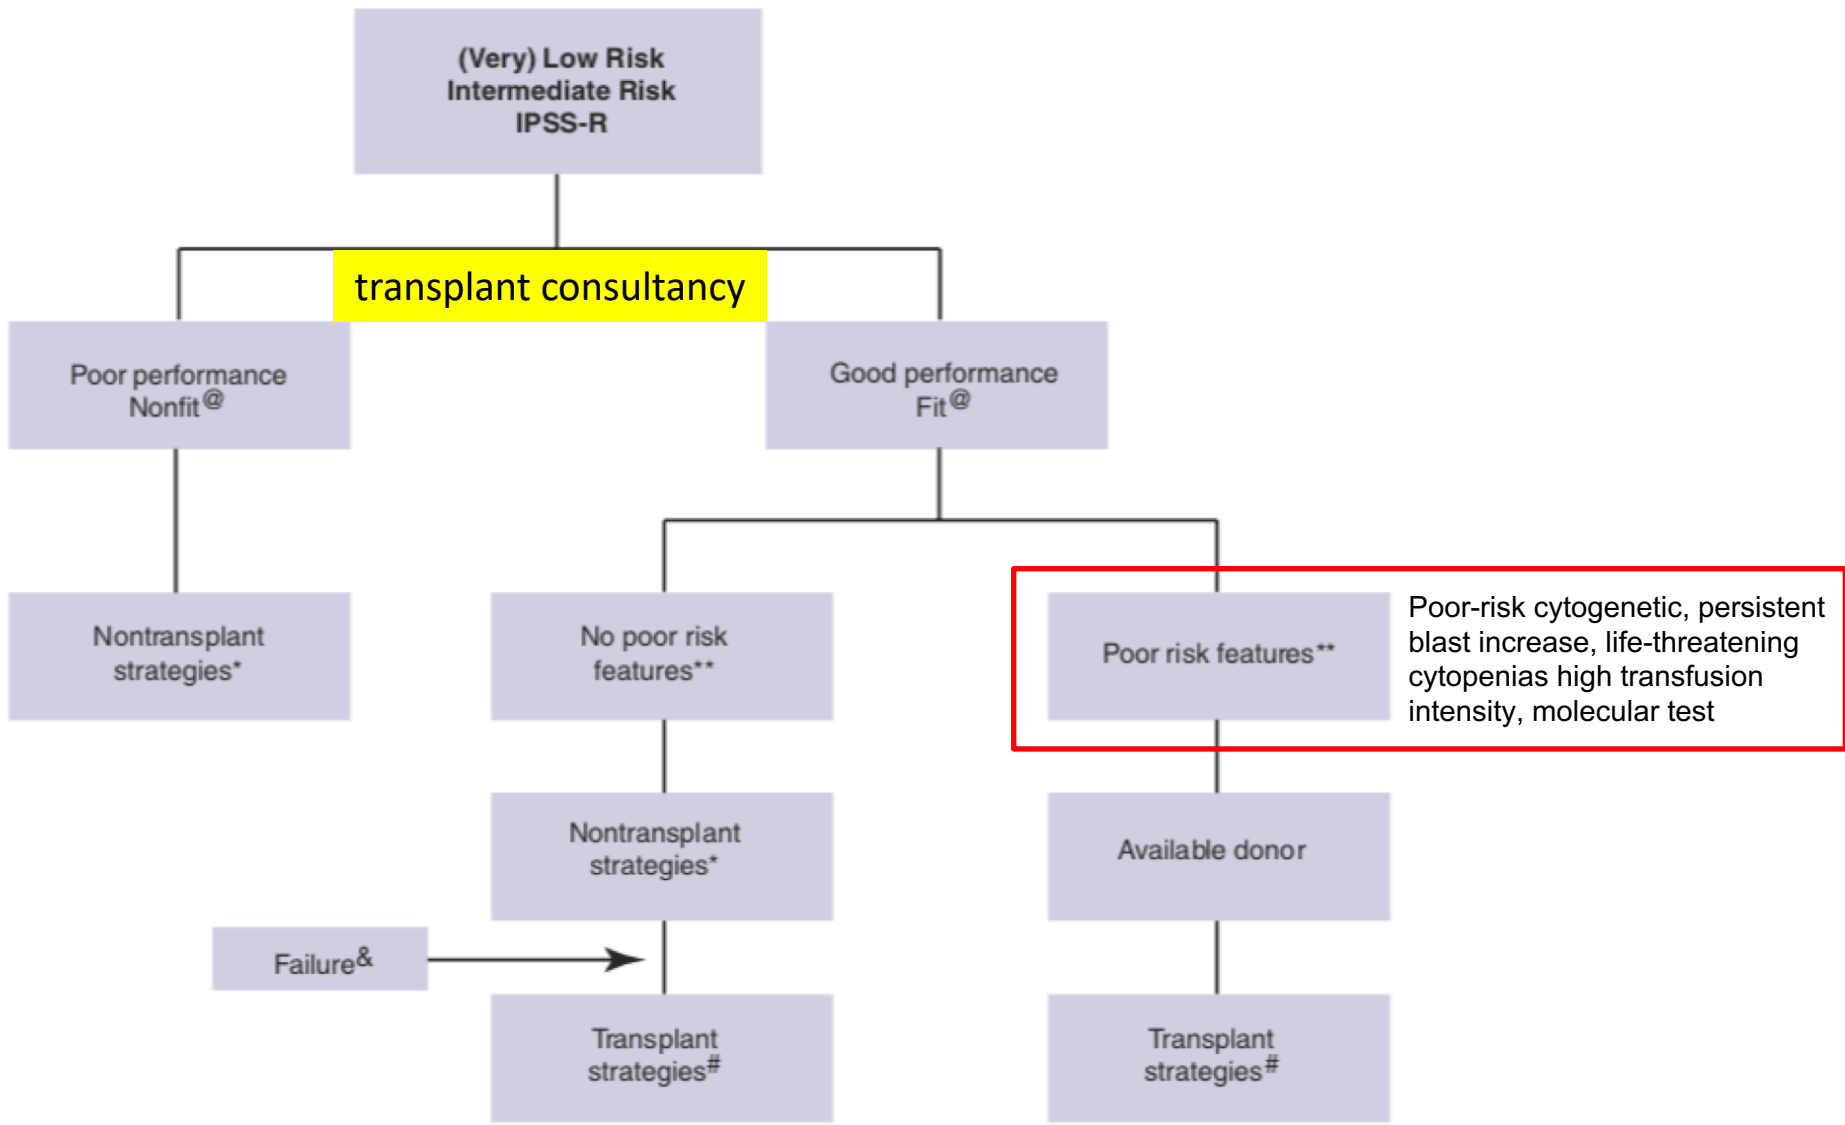 (Very) Low Risk
Intermediate Risk
IPSS-R
transplant consultancy
Poor performance
Nonfit@
Good performance
Fit@
Nontransplant
strategies*
No poor risk
features**
Poor risk features**
Poor-risk cytogenetic, persistent
blast increase, life-threatening
cytopenias high transfusion
intensity, molecular test
Nontransplant
strategies*
Available donor
Failure&
Transplant
strategies#
Transplant
strategies#